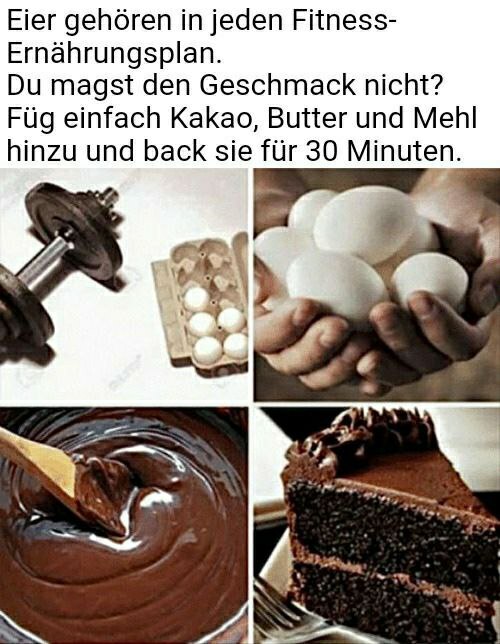 Eier gehören in jeden Fitness-
Ernährungsplan.
Du magst den Geschmack nicht?
Füg einfach Kakao, Butter und Mehl
hinzu und back sie für 30 Minuten.